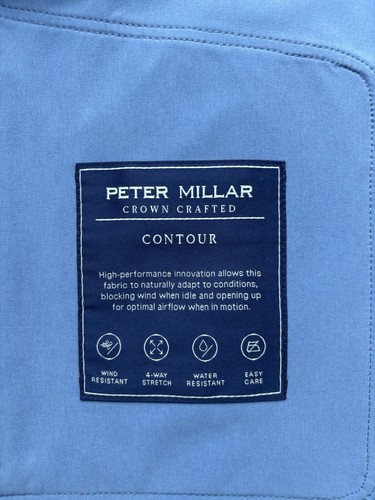 PETER MILLAR
CROWN CRAFTED
CONTOUR
High-performance innovation allows this
fabric to naturally adapt to conditions,
blocking wind when idle and opening up
for optimal airflow when in motion.
WIND RESISTANT
4-WAY STRETCH
WATER RESISTANT
EASY CARE